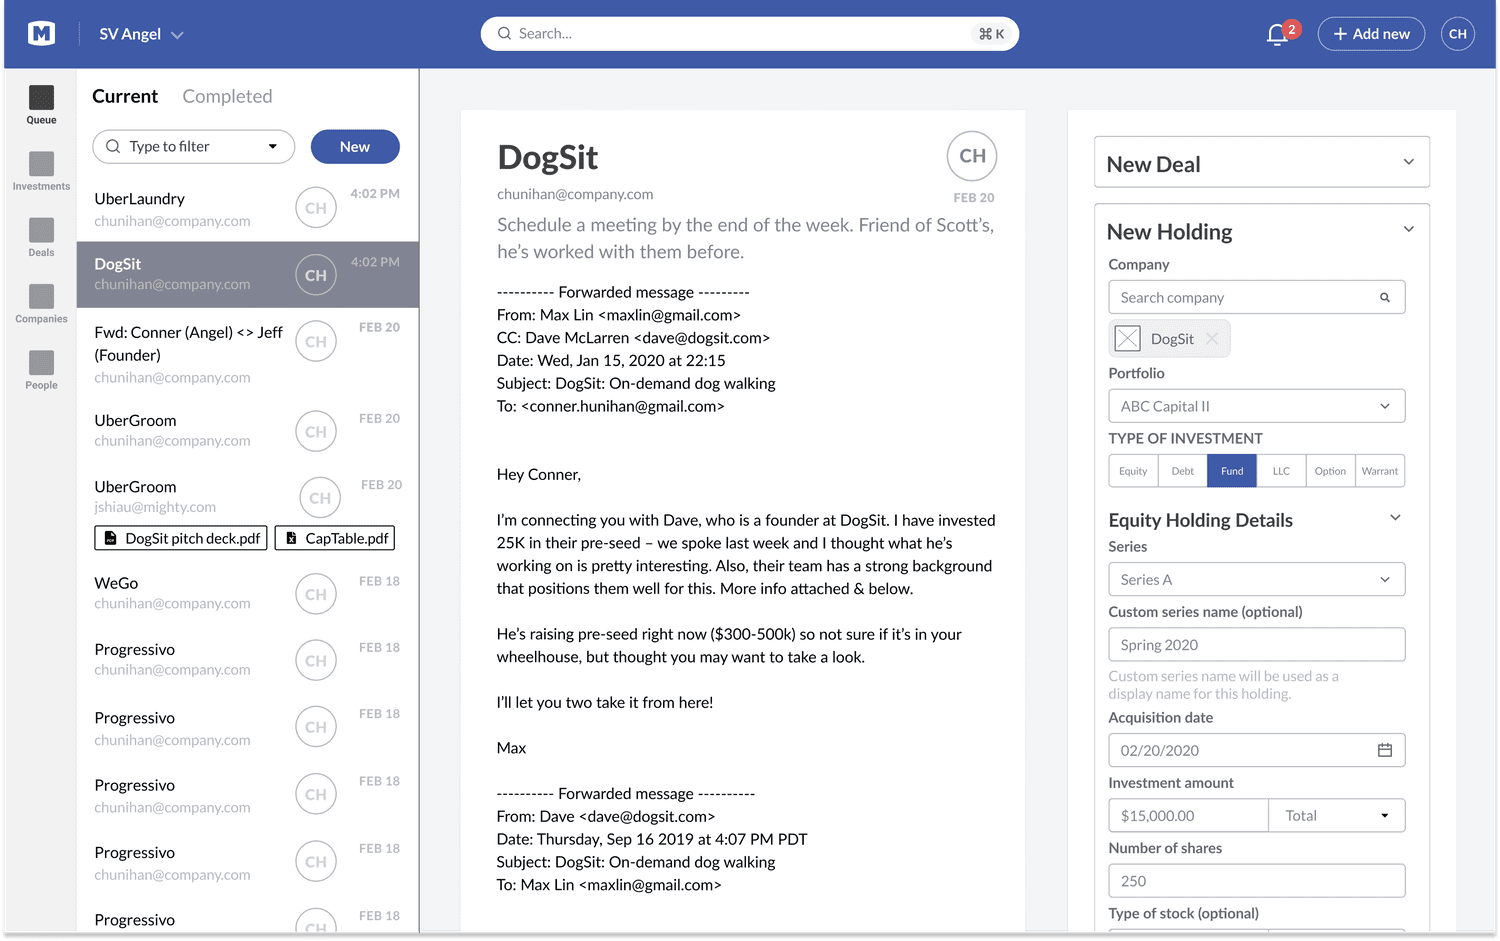 M
SV Angel
Search...
⌘ K
2
+ Add new
CH
Queue
Investments
Deals
Companies
People
Current
Completed
Type to filter
New
UberLaundry
chunihan@company.com
CH
4:02 PM
DogSit
chunihan@company.com
CH
4:02 PM
Fwd: Conner (Angel) <> Jeff
(Founder)
chunihan@company.com
CH
FEB 20
UberGroom
chunihan@company.com
CH
FEB 20
UberGroom
jshiau@mighty.com
CH
FEB 20
DogSit pitch deck.pdf
CapTable.pdf
WeGo
chunihan@company.com
CH
FEB 18
Progressivo
chunihan@company.com
CH
FEB 18
Progressivo
chunihan@company.com
CH
FEB 18
Progressivo
chunihan@company.com
CH
FEB 18
Progressivo
chunihan@company.com
CH
FEB 18
Progressivo
CH
FEB 18
DogSit
CH
chunihan@company.com
FEB 20
Schedule a meeting by the end of the week. Friend of Scott's,
he's worked with them before.
---------- Forwarded message ---------
From: Max Lin <maxlin@gmail.com>
CC: Dave McLarren <dave@dogsit.com>
Date: Wed, Jan 15, 2020 at 22:15
Subject: DogSit: On-demand dog walking
To: <conner.hunihan@gmail.com>
Hey Conner,
I'm connecting you with Dave, who is a founder at DogSit. I have invested
25K in their pre-seed – we spoke last week and I thought what he's
working on is pretty interesting. Also, their team has a strong background
that positions them well for this. More info attached & below.
He's raising pre-seed right now ($300-500k) so not sure if it's in your
wheelhouse, but thought you may want to take a look.
I'll let you two take it from here!
Max
---------- Forwarded message ----------
From: Dave <dave@dogsit.com>
Date: Thursday, Sep 16 2019 at 4:07 PM PDT
Subject: DogSit: On-demand dog walking
To: Max Lin <maxlin@gmail.com>
New Deal
New Holding
Company
Search company
DogSit
Portfolio
ABC Capital II
TYPE OF INVESTMENT
Equity Debt Fund LLC Option Warrant
Equity Holding Details
Series
Series A
Custom series name (optional)
Spring 2020
Custom series name will be used as a
display name for this holding.
Acquisition date
02/20/2020
Investment amount
$15,000.00 Total
Number of shares
250
Type of stock (optional)